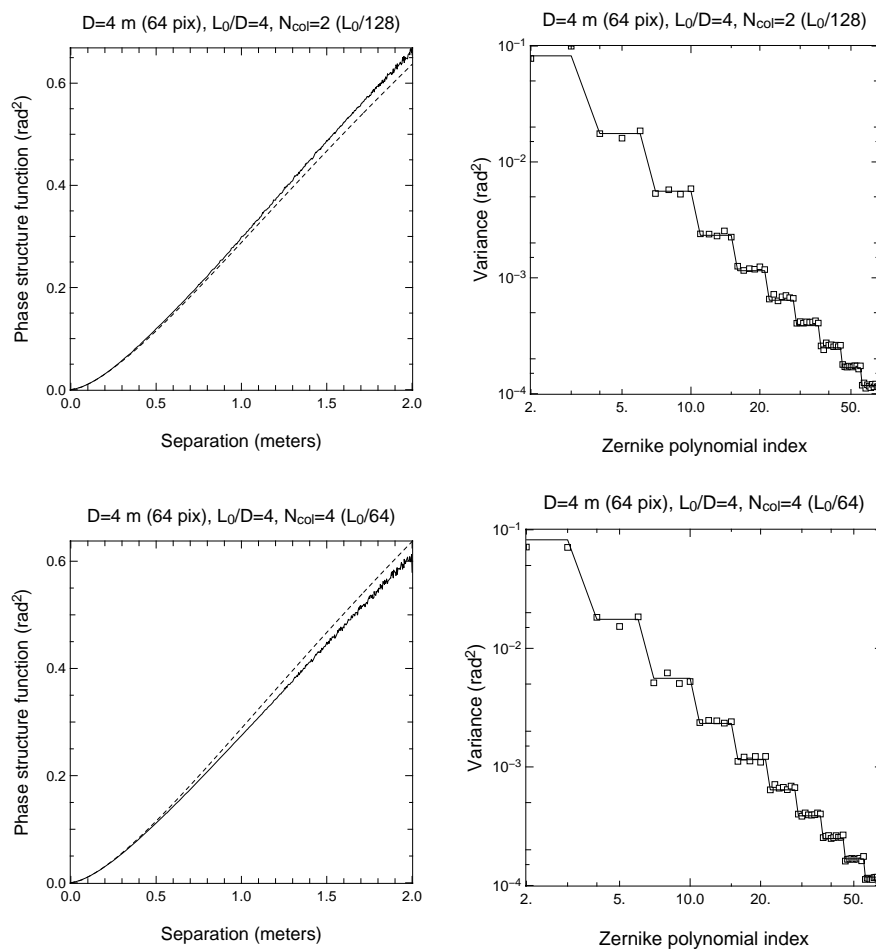 D=4 m (64 pix), L₀/D=4, N_col=2 (L₀/128)
Phase structure function (rad²)
0.6
0.4
0.2
0.0
0.0 0.5 1.0 1.5 2.0
Separation (meters)
D=4 m (64 pix), L₀/D=4, N_col=2 (L₀/128)
Variance (rad²)
10⁻¹
10⁻²
10⁻³
10⁻⁴
2. 5. 10.0 20. 50.
Zernike polynomial index
D=4 m (64 pix), L₀/D=4, N_col=4 (L₀/64)
Phase structure function (rad²)
0.6
0.4
0.2
0.0
0.0 0.5 1.0 1.5 2.0
Separation (meters)
D=4 m (64 pix), L₀/D=4, N_col=4 (L₀/64)
Variance (rad²)
10⁻¹
10⁻²
10⁻³
10⁻⁴
2. 5. 10.0 20. 50.
Zernike polynomial index